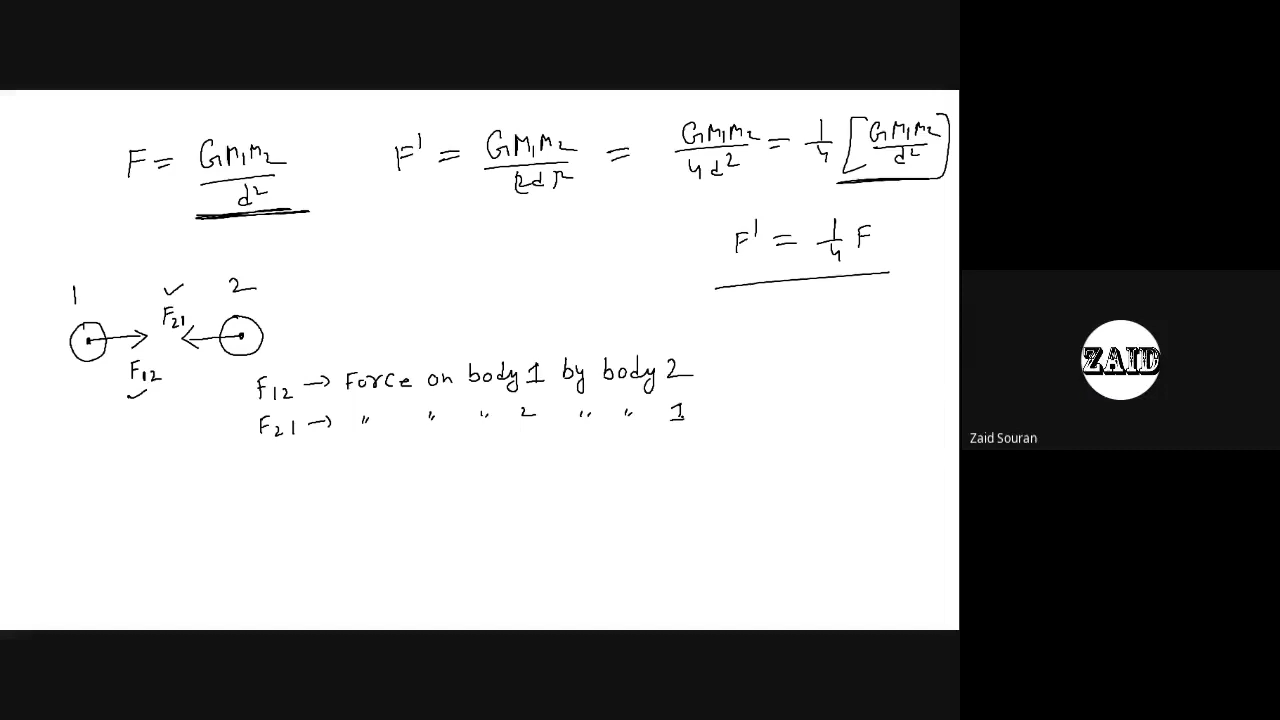 F = GM₁M₂/d²   F' = GM₁M₂/(2d)² = GM₁M₂/4d² = 1/4 [GM₁M₂/d²]
F' = 1/4 F
1 ✓ 2
F₂₁
F₁₂
✓
F₁₂ → Force on body 1 by body 2
F₂₁ → " " " 2 " " 1
ZAID
Zaid Souran